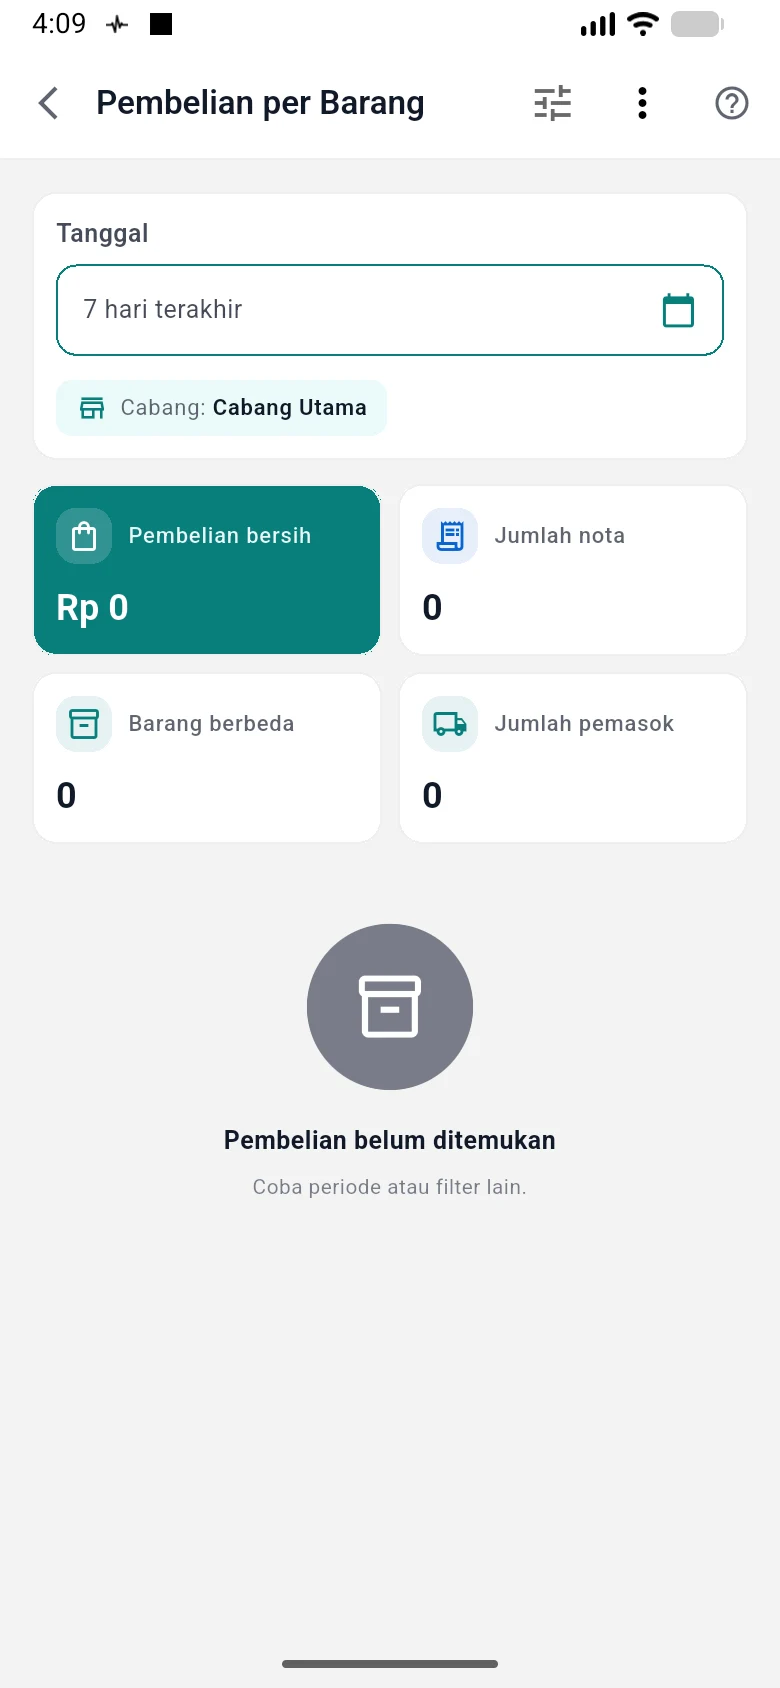 4:09
Pembelian per Barang
Tanggal
7 hari terakhir
Cabang: Cabang Utama
Pembelian bersih
Rp 0
Jumlah nota
0
Barang berbeda
0
Jumlah pemasok
0
Pembelian belum ditemukan
Coba periode atau filter lain.